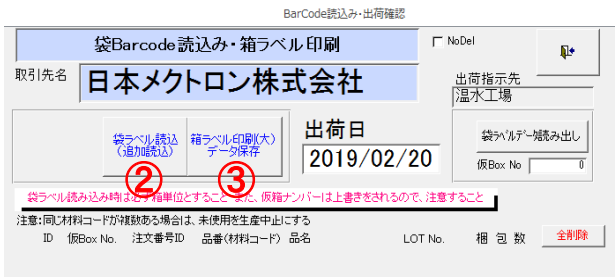 BarCode読込み・出荷確認
袋Barcode読込み・箱ラベル印刷
NoDel
取引先名
日本メクトロン株式会社
出荷指示先
温水工場
袋ラベル読込
(追加読込)
箱ラベル印刷(大)
データ保存
②
③
出荷日
2019/02/20
袋ラベルデータ読み出し
仮Box No
0
袋ラベル読み込み時は必ず箱単位とすること また、仮箱ナンバーは上書きをされるので、注意すること
注意:同じ材料コードが複数ある場合は、未使用を生産中止にする
ID 仮Box No. 注文番号ID 品番(材料コード) 品名 LOT No. 梱包数 全削除